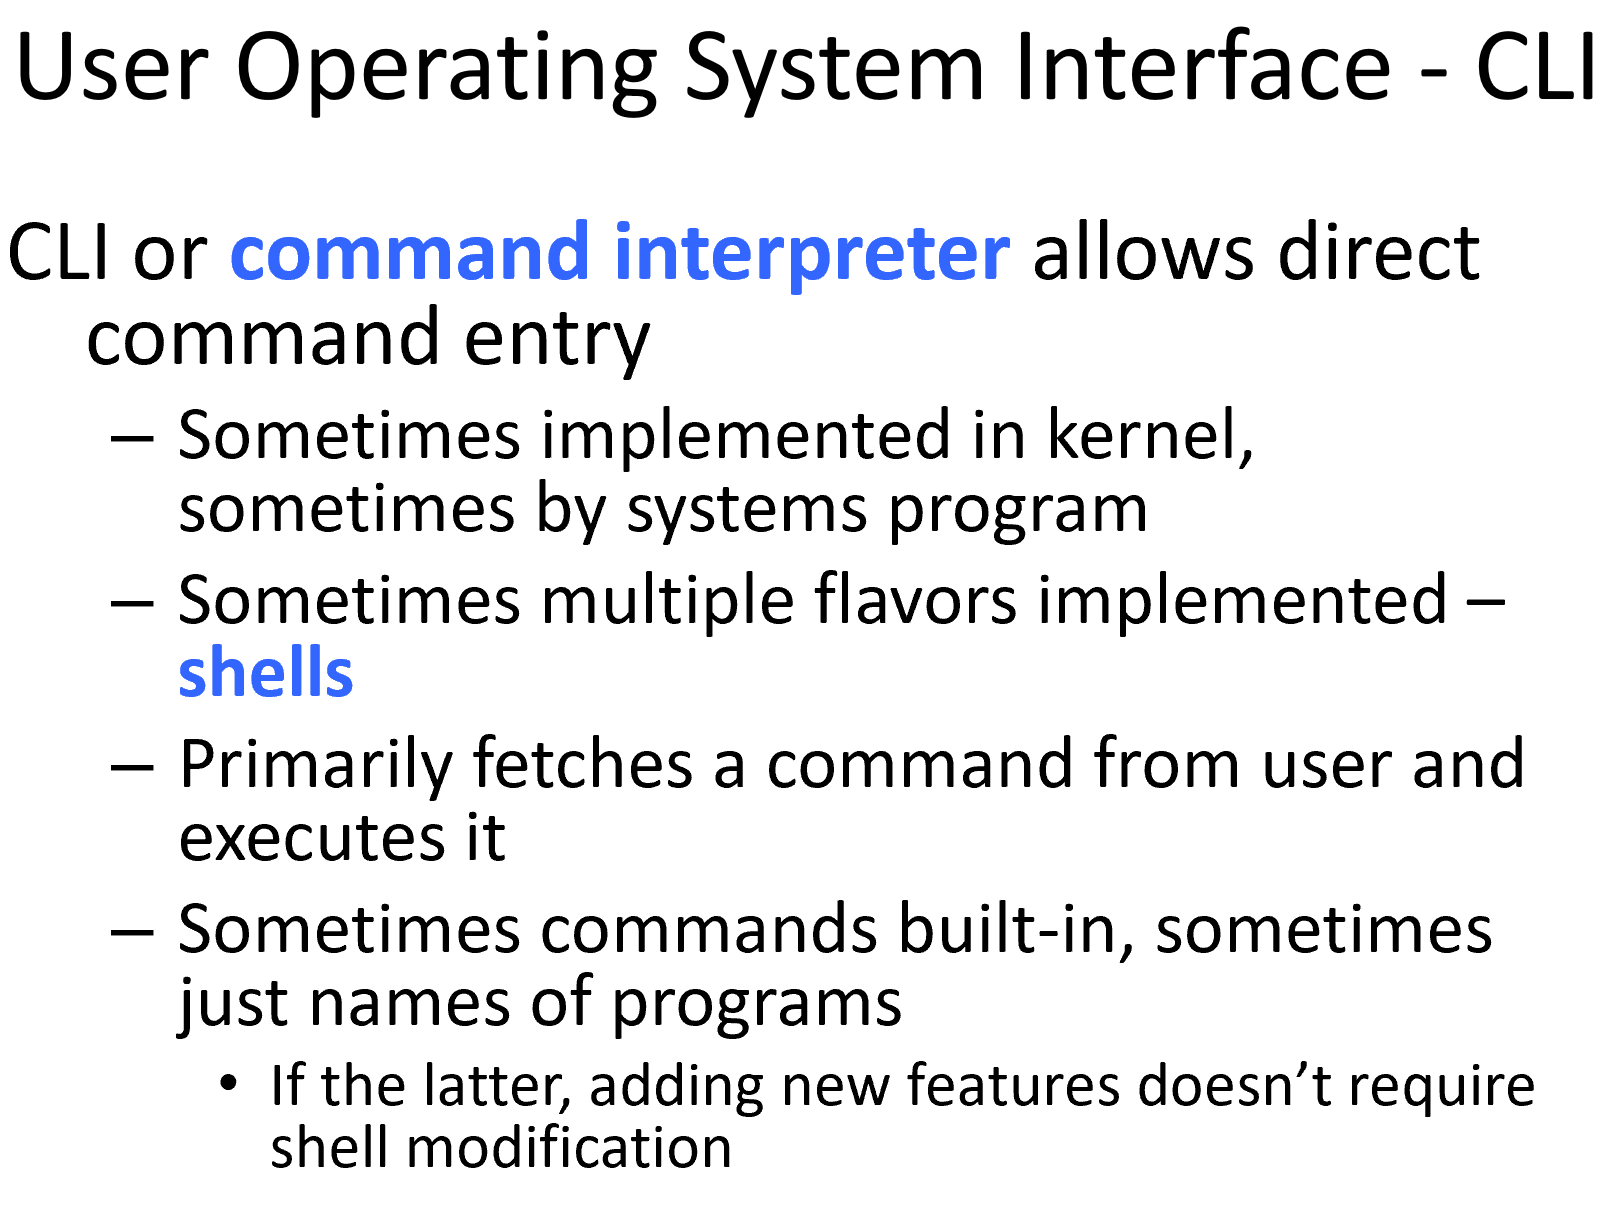 User Operating System Interface - CLI
CLI or command interpreter allows direct
command entry
– Sometimes implemented in kernel,
sometimes by systems program
– Sometimes multiple flavors implemented –
shells
– Primarily fetches a command from user and
executes it
– Sometimes commands built-in, sometimes
just names of programs
• If the latter, adding new features doesn’t require
shell modification